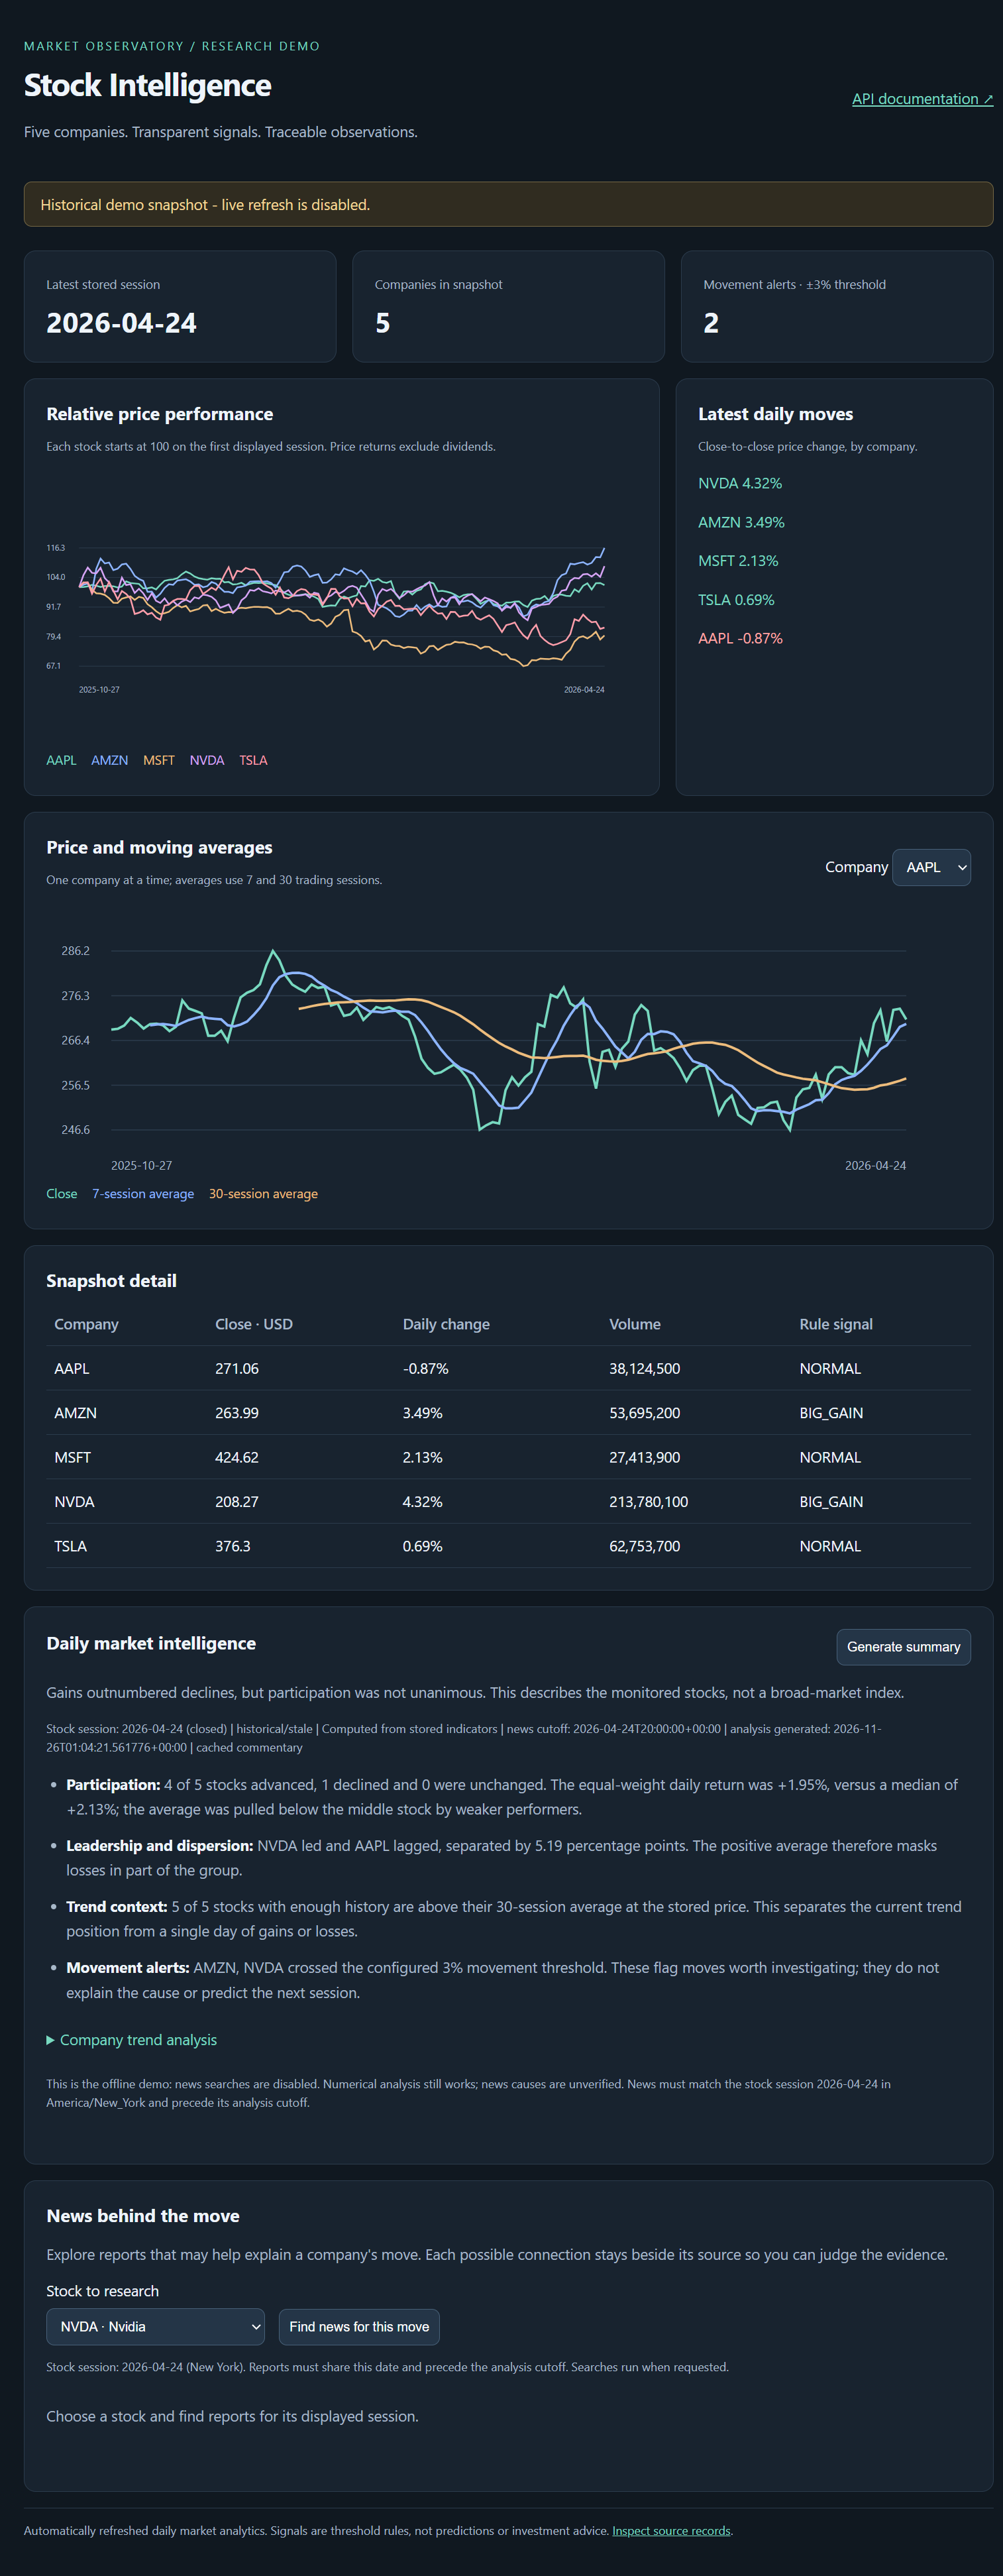 MARKET OBSERVATORY / RESEARCH DEMO
Stock Intelligence
API documentation ↗
Five companies. Transparent signals. Traceable observations.
Historical demo snapshot - live refresh is disabled.
Latest stored session
2026-04-24
Companies in snapshot
5
Movement alerts · ±3% threshold
2
Relative price performance
Each stock starts at 100 on the first displayed session. Price returns exclude dividends.
116.3
104.0
91.7
79.4
67.1
2025-10-27
2026-04-24
AAPL AMZN MSFT NVDA TSLA
Latest daily moves
Close-to-close price change, by company.
NVDA 4.32%
AMZN 3.49%
MSFT 2.13%
TSLA 0.69%
AAPL -0.87%
Price and moving averages
One company at a time; averages use 7 and 30 trading sessions.
Company AAPL
286.2
276.3
266.4
256.5
246.6
2025-10-27
2026-04-24
Close 7-session average 30-session average
Snapshot detail
Company Close · USD Daily change Volume Rule signal
AAPL 271.06 -0.87% 38,124,500 NORMAL
AMZN 263.99 3.49% 53,695,200 BIG_GAIN
MSFT 424.62 2.13% 27,413,900 NORMAL
NVDA 208.27 4.32% 213,780,100 BIG_GAIN
TSLA 376.3 0.69% 62,753,700 NORMAL
Daily market intelligence
Generate summary
Gains outnumbered declines, but participation was not unanimous. This describes the monitored stocks, not a broad-market index.
Stock session: 2026-04-24 (closed) | historical/stale | Computed from stored indicators | news cutoff: 2026-04-24T20:00:00+00:00 | analysis generated: 2026-11-
26T01:04:21.561776+00:00 | cached commentary
• Participation: 4 of 5 stocks advanced, 1 declined and 0 were unchanged. The equal-weight daily return was +1.95%, versus a median of
+2.13%; the average was pulled below the middle stock by weaker performers.
• Leadership and dispersion: NVDA led and AAPL lagged, separated by 5.19 percentage points. The positive average therefore masks
losses in part of the group.
• Trend context: 5 of 5 stocks with enough history are above their 30-session average at the stored price. This separates the current trend
position from a single day of gains or losses.
• Movement alerts: AMZN, NVDA crossed the configured 3% movement threshold. These flag moves worth investigating; they do not
explain the cause or predict the next session.
▶ Company trend analysis
This is the offline demo: news searches are disabled. Numerical analysis still works; news causes are unverified. News must match the stock session 2026-04-24 in
America/New_York and precede its analysis cutoff.
News behind the move
Explore reports that may help explain a company's move. Each possible connection stays beside its source so you can judge the evidence.
Stock to research
NVDA · Nvidia
Find news for this move
Stock session: 2026-04-24 (New York). Reports must share this date and precede the analysis cutoff. Searches run when requested.
Choose a stock and find reports for its displayed session.
Automatically refreshed daily market analytics. Signals are threshold rules, not predictions or investment advice. Inspect source records.